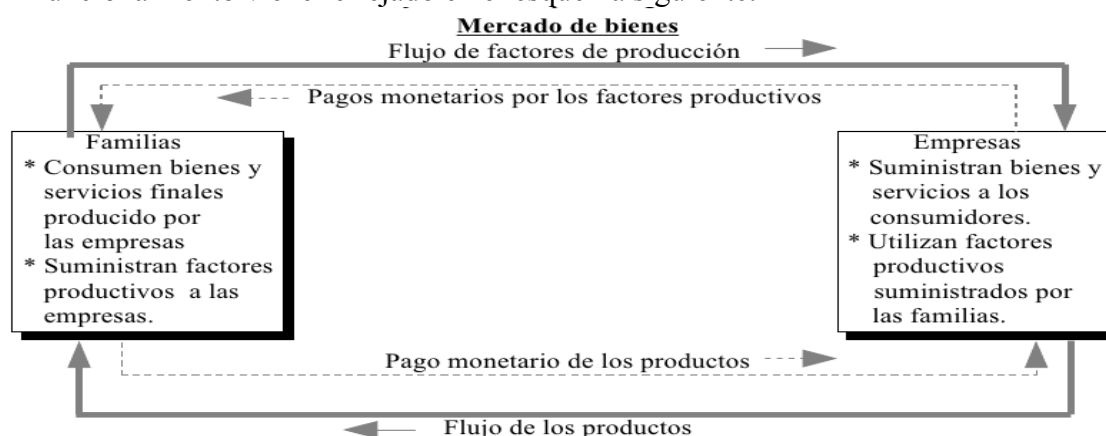 Mercado de bienes
Flujo de factores de producción
Pagos monetarios por los factores productivos
Familias
* Consumen bienes y
servicios finales
producido por
las empresas
* Suministran factores
productivos a las
empresas.
Empresas
* Suministran bienes y
servicios a los
consumidores.
* Utilizan factores
productivos
suministrados por
las familias.
Pago monetario de los productos
Flujo de los productos